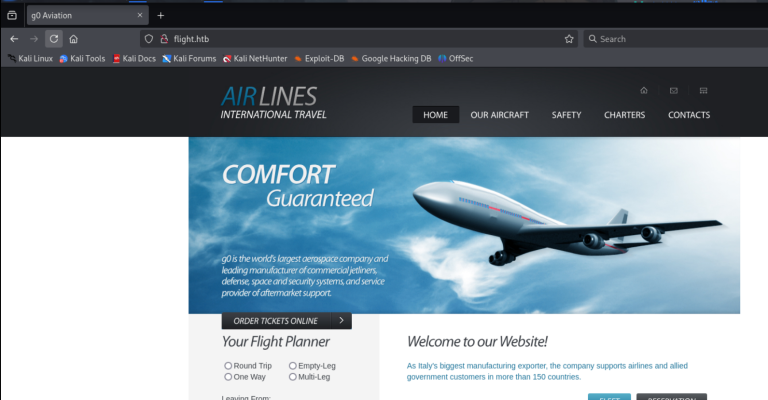 g0 Aviation
flight.htb
Search
Kali Linux Kali Tools Kali Docs Kali Forums Kali NetHunter Exploit-DB Google Hacking DB OffSec
AIRLINES
INTERNATIONAL TRAVEL
HOME OUR AIRCRAFT SAFETY CHARTERS CONTACTS
COMFORT
Guaranteed
g0 is the world's largest aerospace company and
leading manufacturer of commercial jetliners,
defense, space and security systems, and service
provider of aftermarket support.
ORDER TICKETS ONLINE
Your Flight Planner
Round Trip Empty-Leg
One Way Multi-Leg
Leaving From:
Welcome to our Website!
As Italy's biggest manufacturing exporter, the company supports airlines and allied
government customers in more than 150 countries.
FLEET RESERVATION